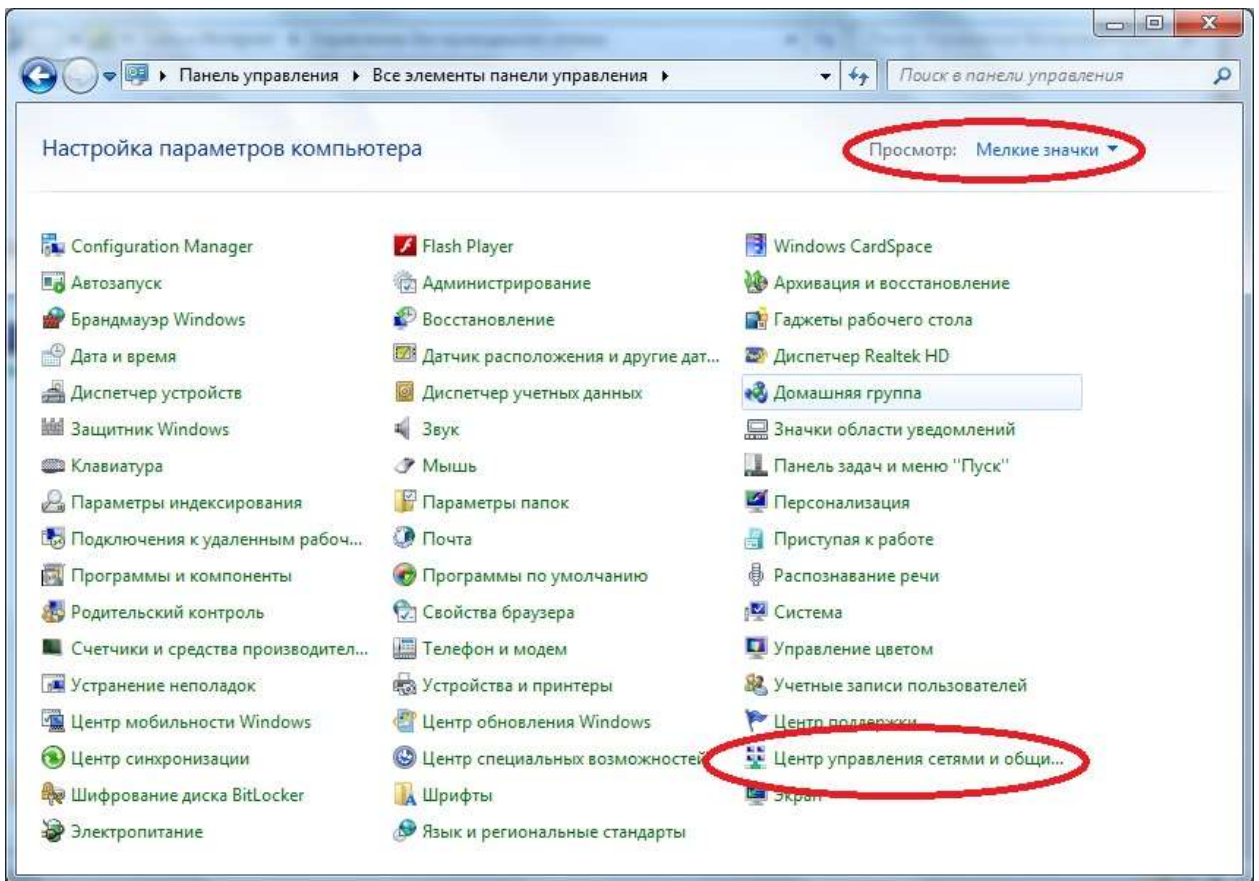 Панель управления ▸ Все элементы панели управления ▸ Поиск в панели управления
Настройка параметров компьютера Просмотр: Мелкие значки
Configuration Manager Flash Player Windows CardSpace
Автозапуск Администрирование Архивация и восстановление
Брандмауэр Windows Восстановление Гаджеты рабочего стола
Дата и время Датчик расположения и другие дат... Диспетчер Realtek HD
Диспетчер устройств Диспетчер учетных данных Домашняя группа
Защитник Windows Звук Значки области уведомлений
Клавиатура Мышь Панель задач и меню "Пуск"
Параметры индексирования Параметры папок Персонализация
Подключения к удаленным рабоч... Почта Приступая к работе
Программы и компоненты Программы по умолчанию Распознавание речи
Родительский контроль Свойства браузера Система
Счетчики и средства производител... Телефон и модем Управление цветом
Устранение неполадок Устройства и принтеры Учетные записи пользователей
Центр мобильности Windows Центр обновления Windows Центр поддержки
Центр синхронизации Центр специальных возможностей Центр управления сетями и общи...
Шифрование диска BitLocker Шрифты Экран
Электропитание Язык и региональные стандарты